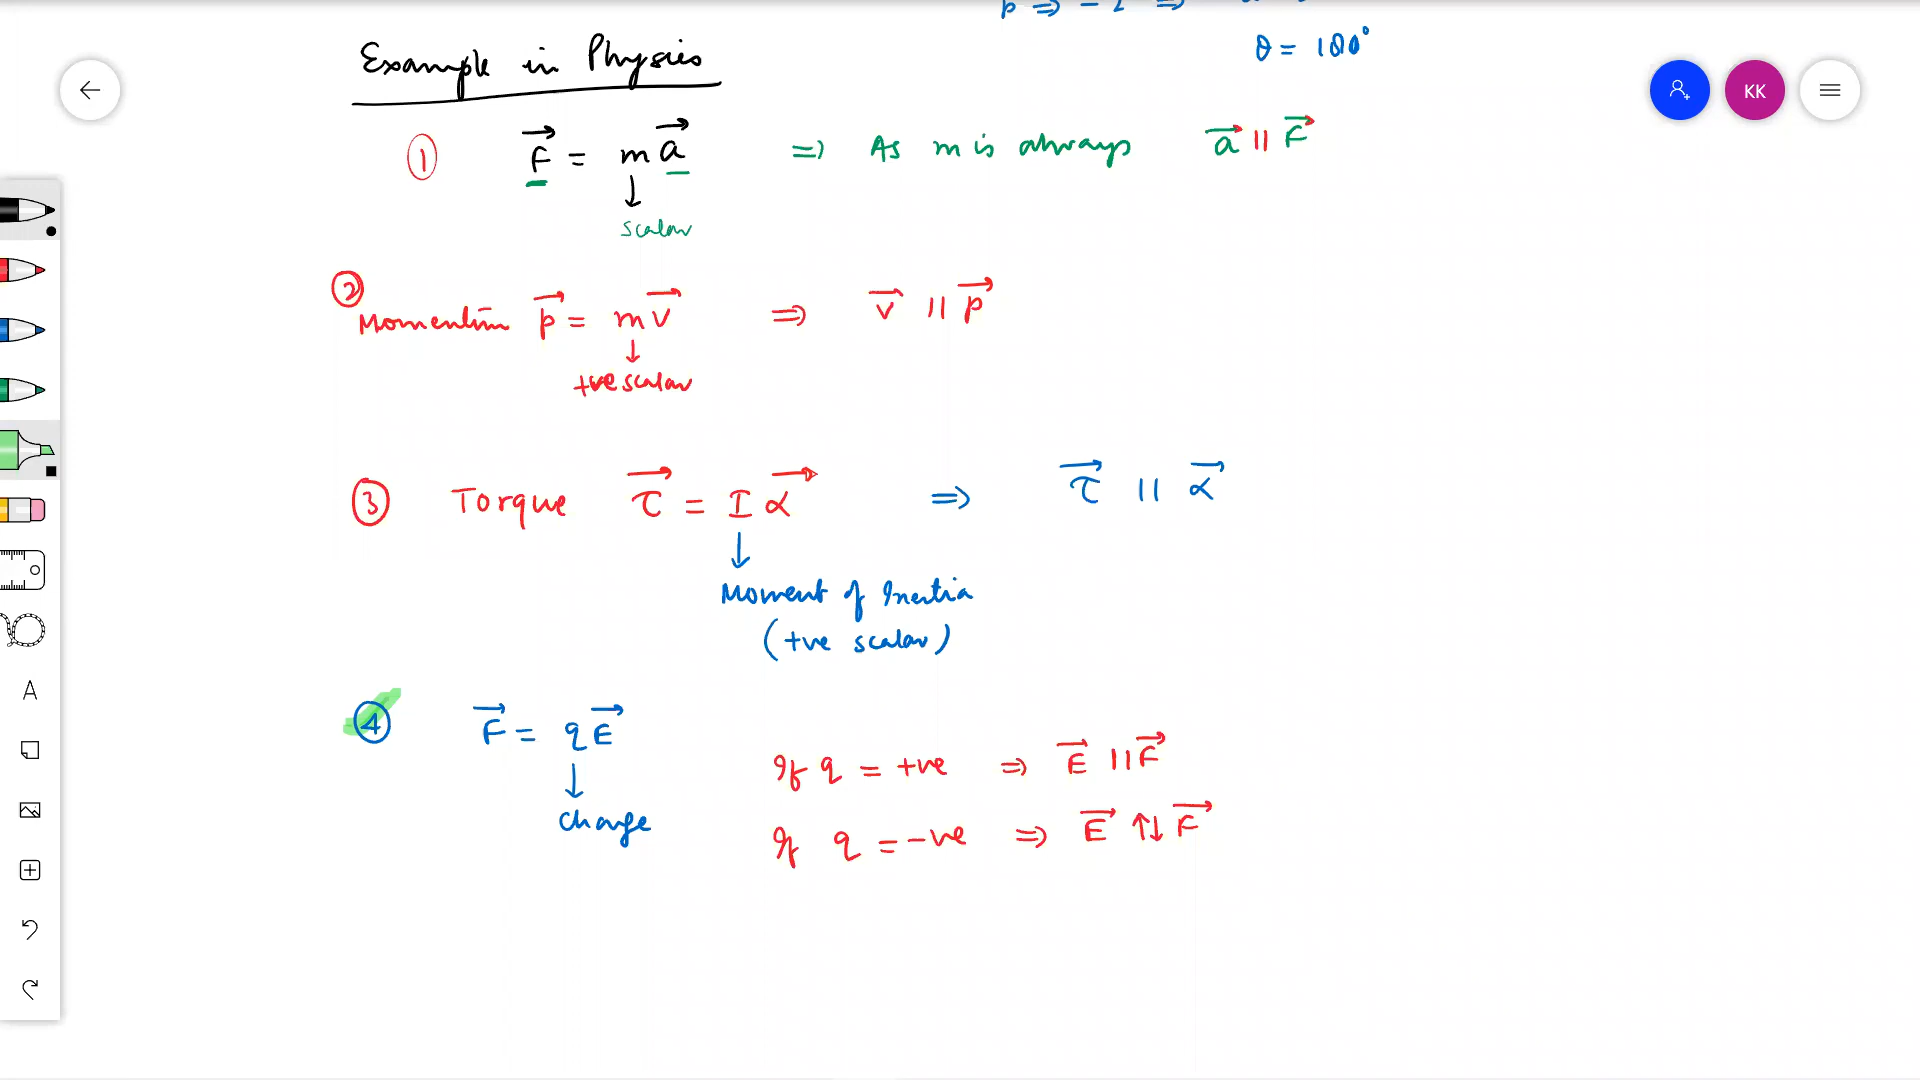 θ = 180°
Example in Physics
KK
① F⃗ = m a⃗ ⇒ As m is always a⃗ || F⃗
↓
scalar
②
Momentum p⃗ = m v⃗ ⇒ v⃗ || p⃗
↓
+ve scalar
③ Torque τ⃗ = I α⃗ ⇒ τ⃗ || α⃗
↓
Moment of Inertia
(+ve scalar)
④ F⃗ = q E⃗
If q = +ve ⇒ E⃗ || F⃗
↓
charge
If q = -ve ⇒ E⃗ ↑↓ F⃗